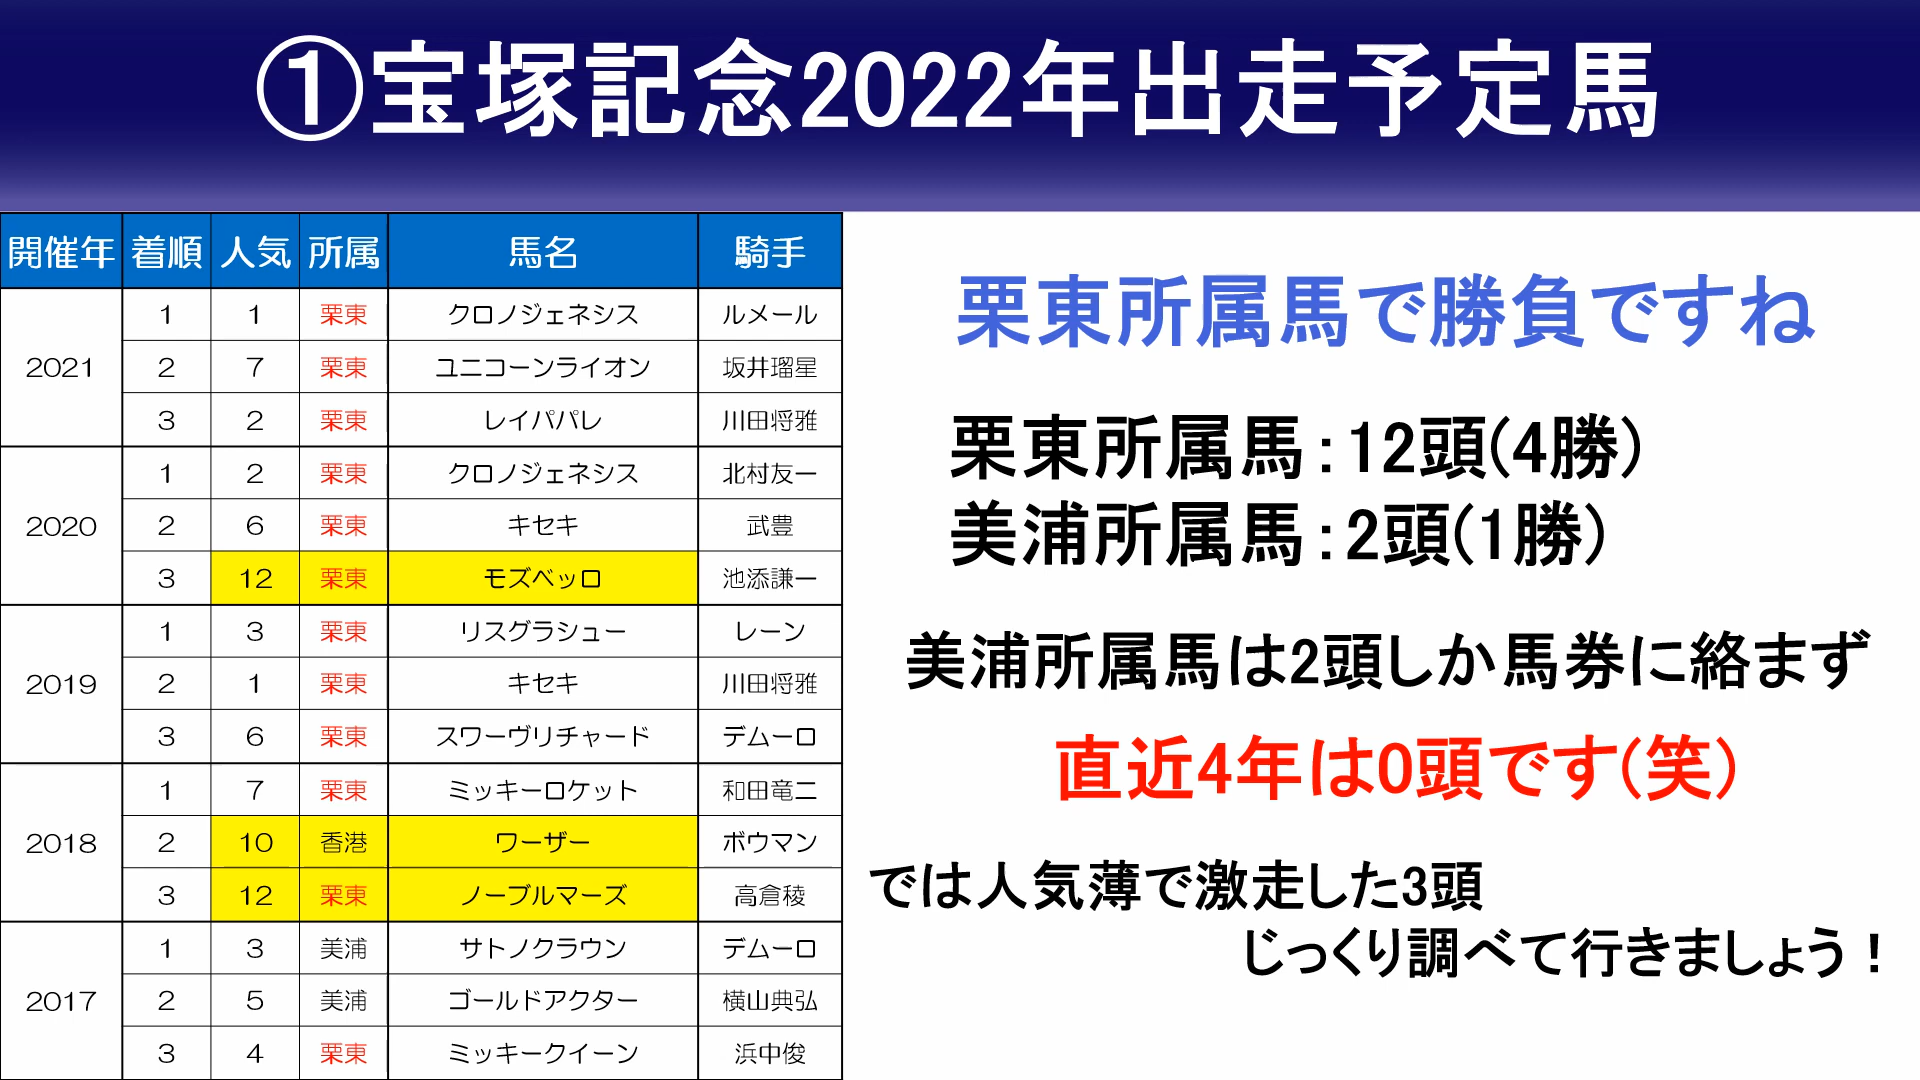 ①宝塚記念2022年出走予定馬
開催年 着順 人気 所属 馬名 騎手
2021
1 1 栗東 クロノジェネシス ルメール
2 7 栗東 ユニコーンライオン 坂井瑠星
3 2 栗東 レイパパレ 川田将雅
2020
1 2 栗東 クロノジェネシス 北村友一
2 6 栗東 キセキ 武豊
3 12 栗東 モズベッロ 池添謙一
2019
1 3 栗東 リスグラシュー レーン
2 1 栗東 キセキ 川田将雅
3 6 栗東 スワーヴリチャード デムーロ
2018
1 7 栗東 ミッキーロケット 和田竜二
2 10 香港 ワーザー ボウマン
3 12 栗東 ノーブルマーズ 高倉稜
2017
1 3 美浦 サトノクラウン デムーロ
2 5 美浦 ゴールドアクター 横山典弘
3 4 栗東 ミッキークイーン 浜中俊
栗東所属馬で勝負ですね
栗東所属馬：12頭(4勝)
美浦所属馬：2頭(1勝)
美浦所属馬は2頭しか馬券に絡まず
直近4年は0頭です(笑)
では人気薄で激走した3頭
じっくり調べて行きましょう！